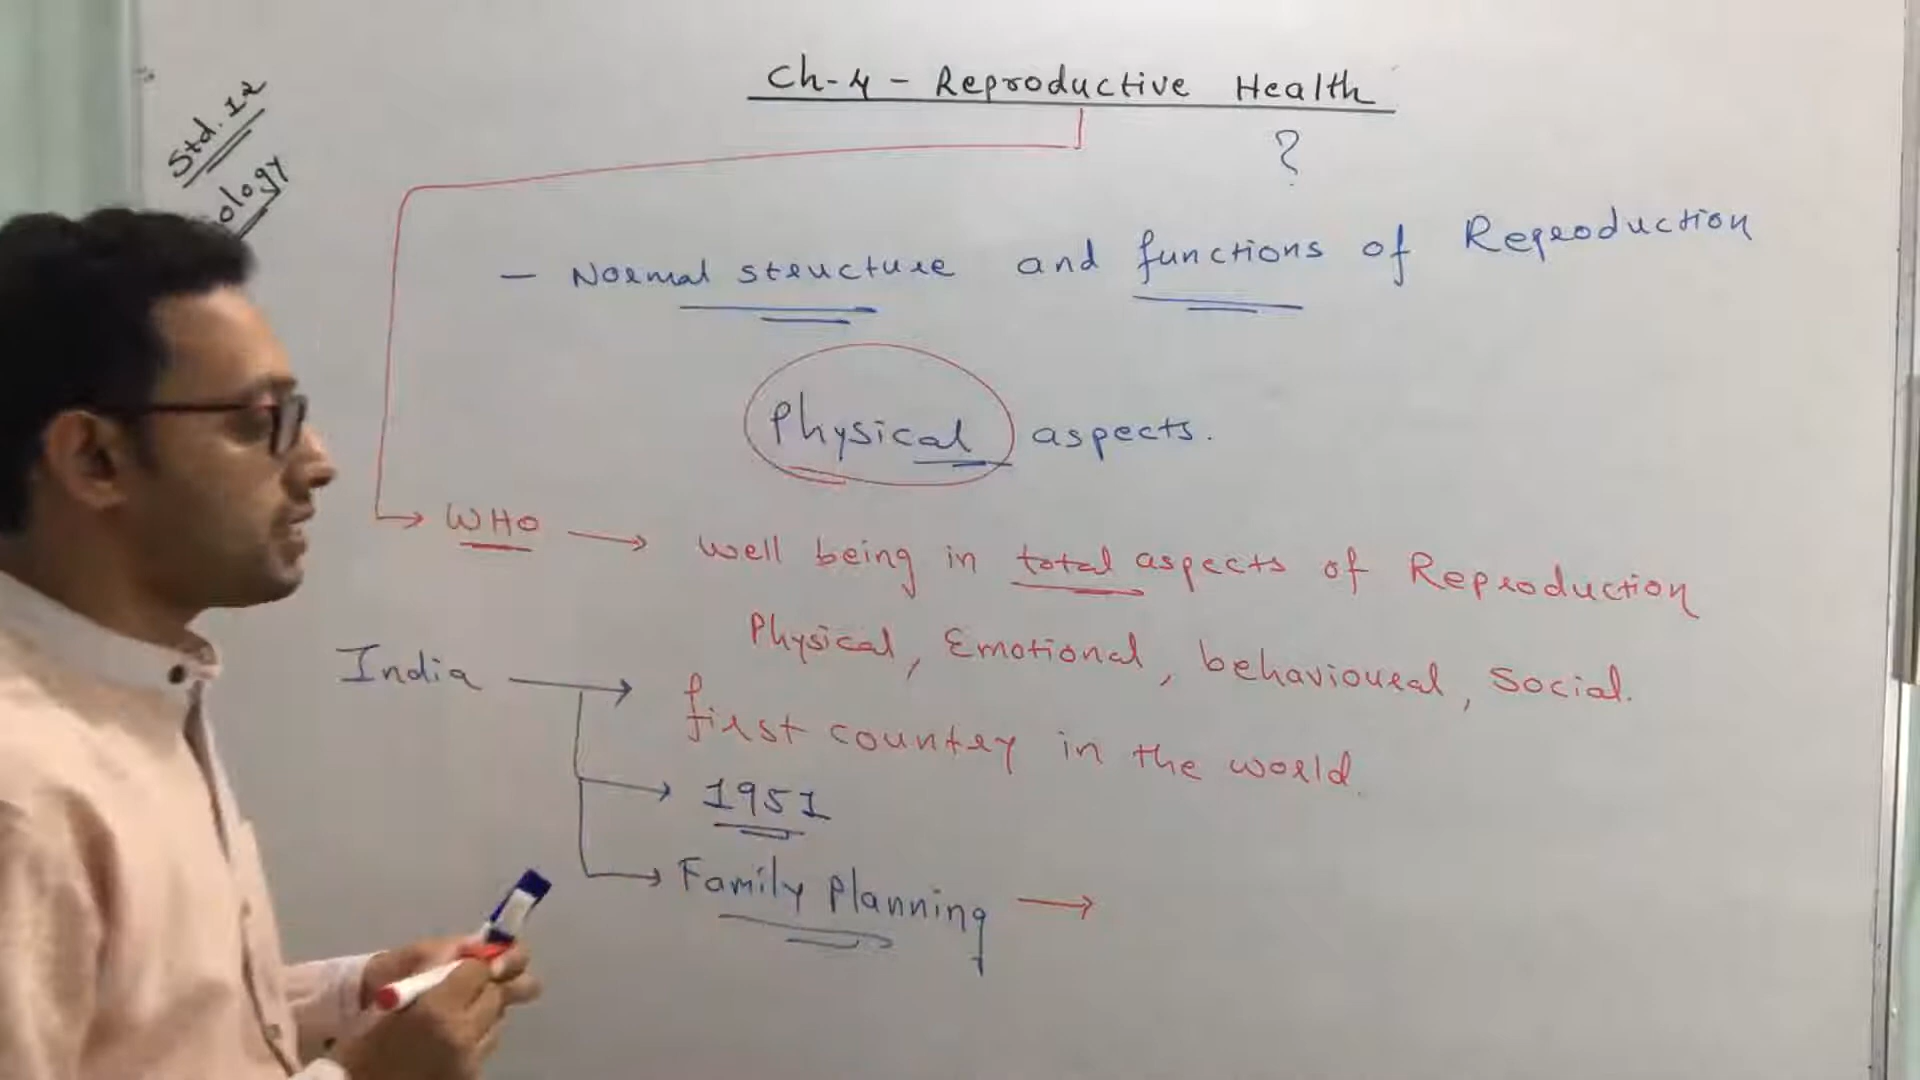 Ch-4 - Reproductive Health
?
Std. 12
ology
- Normal structure and functions of Reproduction
Physical aspects.
WHO → well being in total aspects of Reproduction
Physical, Emotional, behavioural, Social.
India → first country in the world.
→ 1951
→ Family Planning →